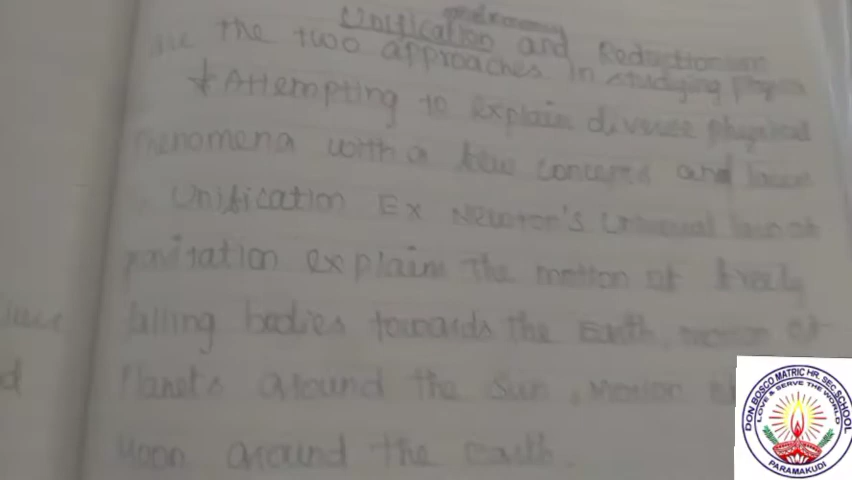 Unification and Reductionism
are the two approaches in studying physics
* Attempting to explain diverse physical
Phenomena with a few concepts and laws
Unification Ex Newton's Universal law of
gravitation explain the motion of freely
falling bodies towards the Earth, motion of
Planets around the Sun, Motion of
Moon around the Earth.
DON BOSCO MATRIC HR. SEC. SCHOOL
LOVE & SERVE THE WORLD
PARAMAKUDI